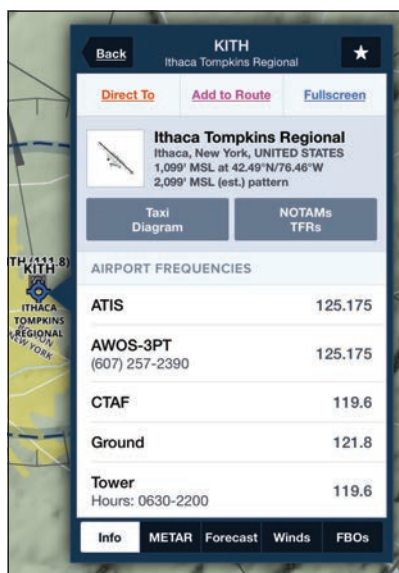 Back
KITH
Ithaca Tompkins Regional
Direct To
Add to Route
Fullscreen
Ithaca Tompkins Regional
Ithaca, New York, UNITED STATES
1,099' MSL at 42.49°N/76.46°W
2,099' MSL (est.) pattern
Taxi
Diagram
NOTAMs
TFRs
AIRPORT FREQUENCIES
ATIS 125.175
AWOS-3PT 125.175
(607) 257-2390
CTAF 119.6
Ground 121.8
Tower 119.6
Hours: 0630-2200
Info METAR Forecast Winds FBOs
(111.8)
KITH
ITHACA
TOMPKINS
REGIONAL
NEW YORK